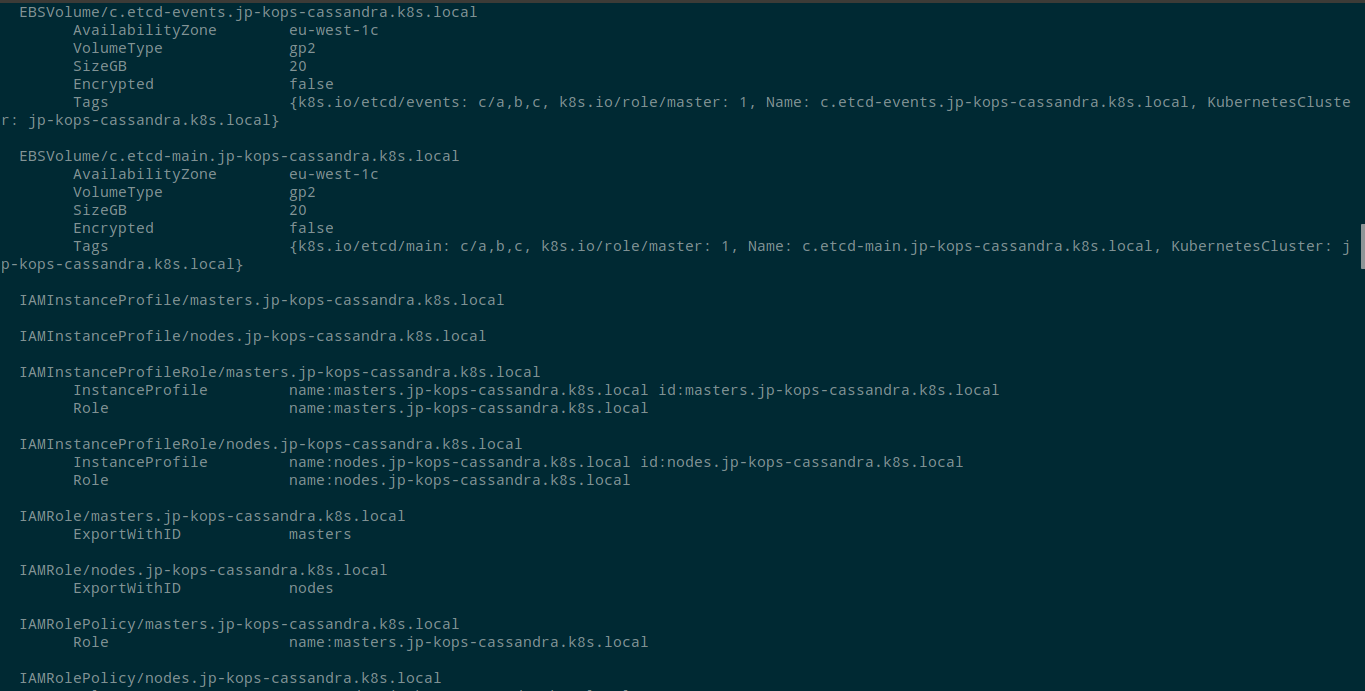 EBSVolume/c.etcd-events.jp-kops-cassandra.k8s.local
AvailabilityZone eu-west-1c
VolumeType gp2
SizeGB 20
Encrypted false
Tags {k8s.io/etcd/events: c/a,b,c, k8s.io/role/master: 1, Name: c.etcd-events.jp-kops-cassandra.k8s.local, KubernetesCluste
r: jp-kops-cassandra.k8s.local}
EBSVolume/c.etcd-main.jp-kops-cassandra.k8s.local
AvailabilityZone eu-west-1c
VolumeType gp2
SizeGB 20
Encrypted false
Tags {k8s.io/etcd/main: c/a,b,c, k8s.io/role/master: 1, Name: c.etcd-main.jp-kops-cassandra.k8s.local, KubernetesCluster: j
p-kops-cassandra.k8s.local}
IAMInstanceProfile/masters.jp-kops-cassandra.k8s.local
IAMInstanceProfile/nodes.jp-kops-cassandra.k8s.local
IAMInstanceProfileRole/masters.jp-kops-cassandra.k8s.local
InstanceProfile name:masters.jp-kops-cassandra.k8s.local id:masters.jp-kops-cassandra.k8s.local
Role name:masters.jp-kops-cassandra.k8s.local
IAMInstanceProfileRole/nodes.jp-kops-cassandra.k8s.local
InstanceProfile name:nodes.jp-kops-cassandra.k8s.local id:nodes.jp-kops-cassandra.k8s.local
Role name:nodes.jp-kops-cassandra.k8s.local
IAMRole/masters.jp-kops-cassandra.k8s.local
ExportWithID masters
IAMRole/nodes.jp-kops-cassandra.k8s.local
ExportWithID nodes
IAMRolePolicy/masters.jp-kops-cassandra.k8s.local
Role name:masters.jp-kops-cassandra.k8s.local
IAMRolePolicy/nodes.jp-kops-cassandra.k8s.local